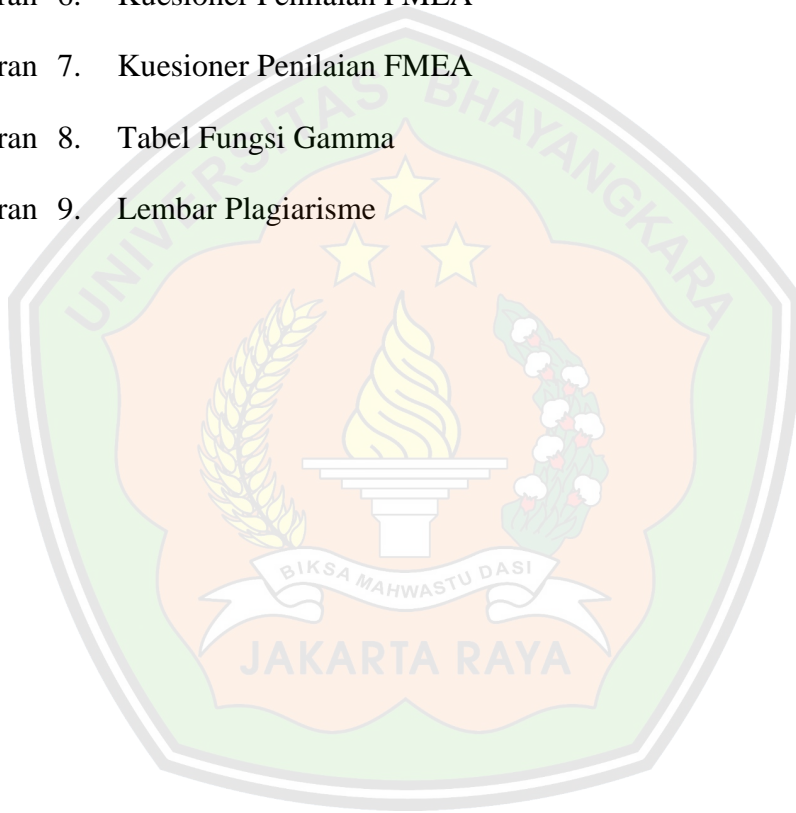 ran 6. Kuesioner Penilaian FMEA
ran 7. Kuesioner Penilaian FMEA
ran 8. Tabel Fungsi Gamma
ran 9. Lembar Plagiarisme
UNIVERSITAS BHAYANGKARA
BIKSA MAHWASTU DASI
JAKARTA RAYA